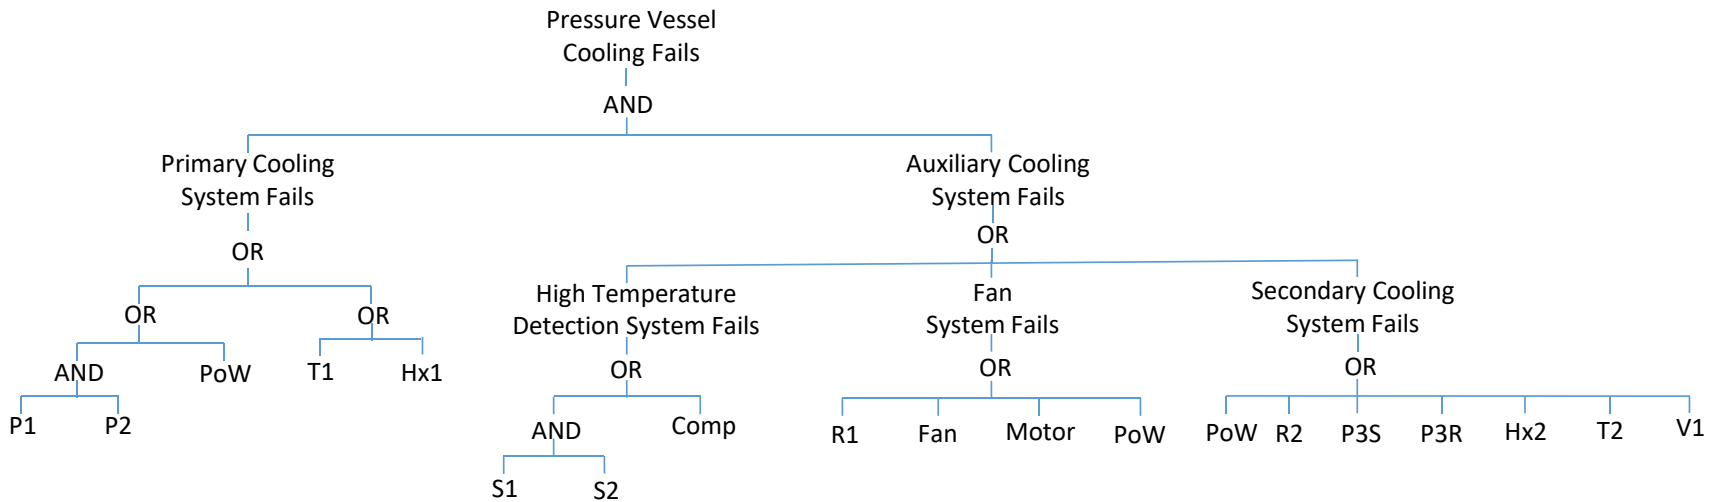 Pressure Vessel
Cooling Fails
AND
Primary Cooling
System Fails
Auxiliary Cooling
System Fails
OR
OR
High Temperature
Detection System Fails
Fan
System Fails
Secondary Cooling
System Fails
OR
OR
AND
PoW
T1
Hx1
OR
OR
OR
P1
P2
AND
Comp
R1
Fan
Motor
PoW
PoW
R2
P3S
P3R
Hx2
T2
V1
S1
S2